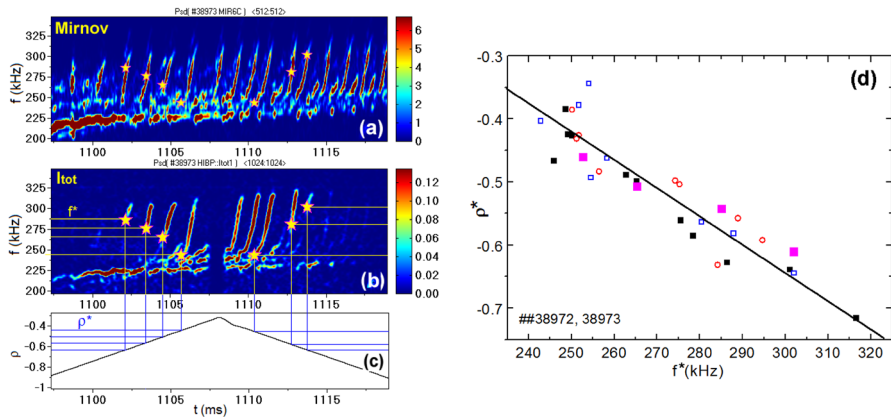 Psd( #38973 MIR6C ) <512:512>
Mirnov
f (kHz)
325
300
275
250
225
200
1100
1105
1110
1115
(a)
6
5
4
3
2
1
0
Psd( #38973 HIBP::Itot1 ) <1024:1024>
Itot
f*
f (kHz)
350
325
300
275
250
225
1100
1105
1110
1115
(b)
0.12
0.10
0.08
0.06
0.04
0.02
0.00
ρ*
ρ
-0.4
-0.6
-0.8
-1
1100
1105
1110
1115
t (ms)
(c)
(d)
-0.3
-0.4
-0.5
-0.6
-0.7
ρ*
##38972, 38973
240 250 260 270 280 290 300 310 320
f*(kHz)